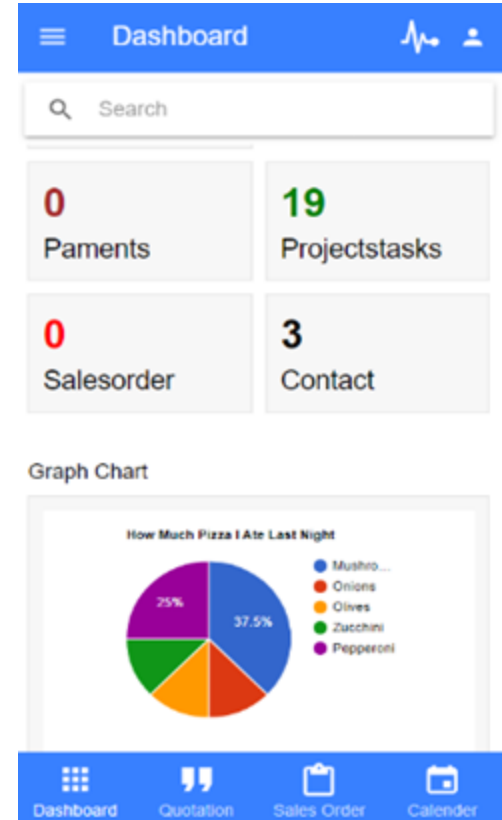 Dashboard
Search
0
Paments
19
Projectstasks
0
Salesorder
3
Contact
Graph Chart
How Much Pizza I Ate Last Night
25%
37.5%
Mushro...
Onions
Olives
Zucchini
Pepperoni
Dashboard
Quotation
Sales Order
Calender